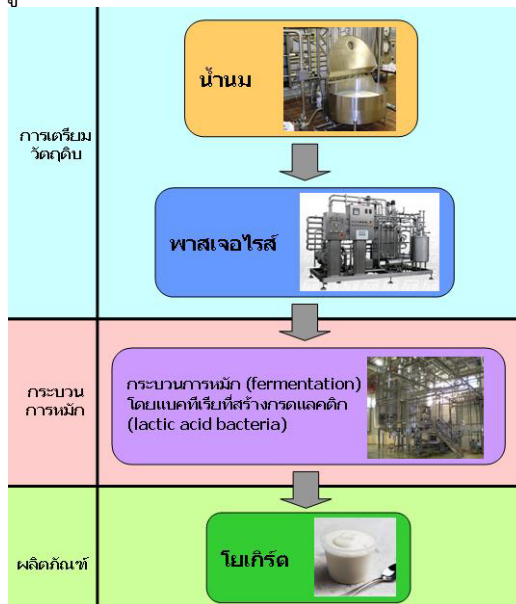 น้ำนม
การเตรียม
วัตถุดิบ
พาสเจอไรส์
กระบวน
การหมัก
กระบวนการหมัก (fermentation)
โดยแบคทีเรียที่สร้างกรดแลคติก
(lactic acid bacteria)
ผลิตภัณฑ์
โยเกิร์ต